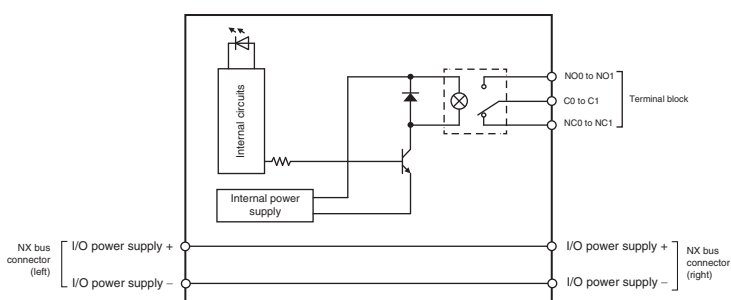 Internal circuits
NO0 to NO1
C0 to C1
NC0 to NC1
Terminal block
Internal power
supply
NX bus
connector
(left)
I/O power supply +
I/O power supply −
I/O power supply +
I/O power supply −
NX bus
connector
(right)